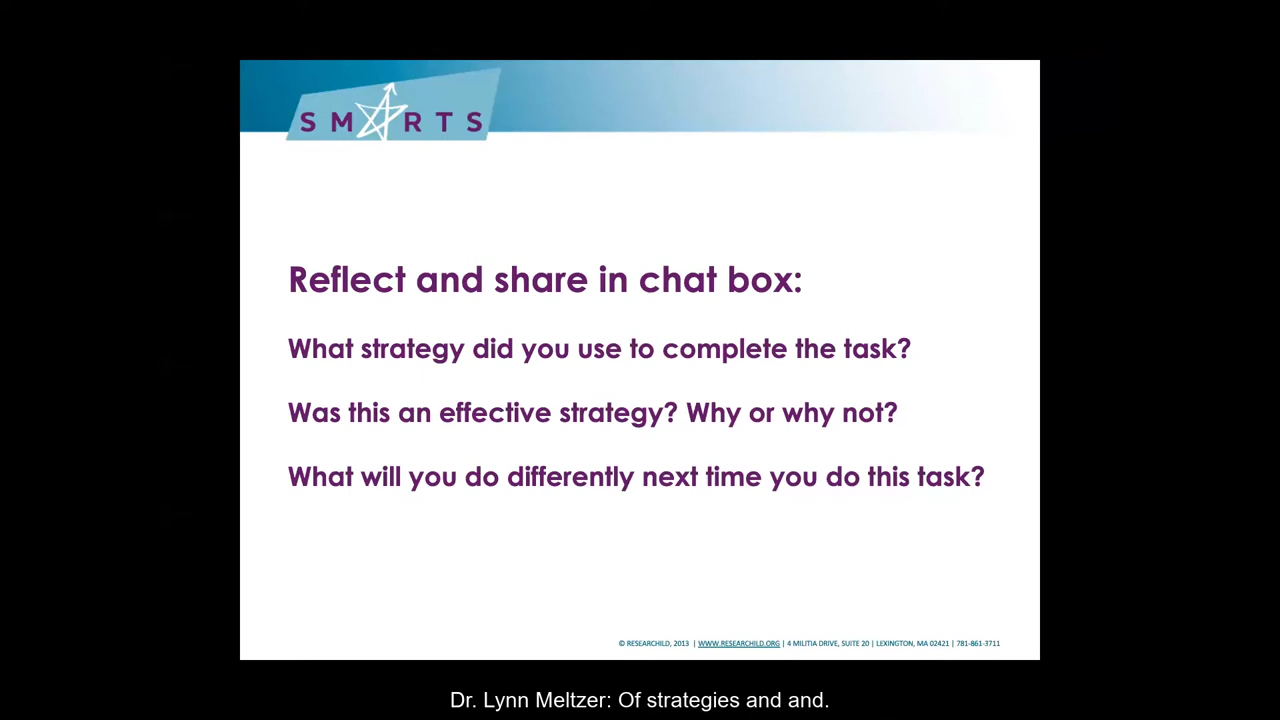 SMARTS
Reflect and share in chat box:
What strategy did you use to complete the task?
Was this an effective strategy? Why or why not?
What will you do differently next time you do this task?
© RESEARCHILD, 2013 | WWW.RESEARCHILD.ORG | 4 MILITIA DRIVE, SUITE 20 | LEXINGTON, MA 02421 | 781-861-3711
Dr. Lynn Meltzer: Of strategies and and.